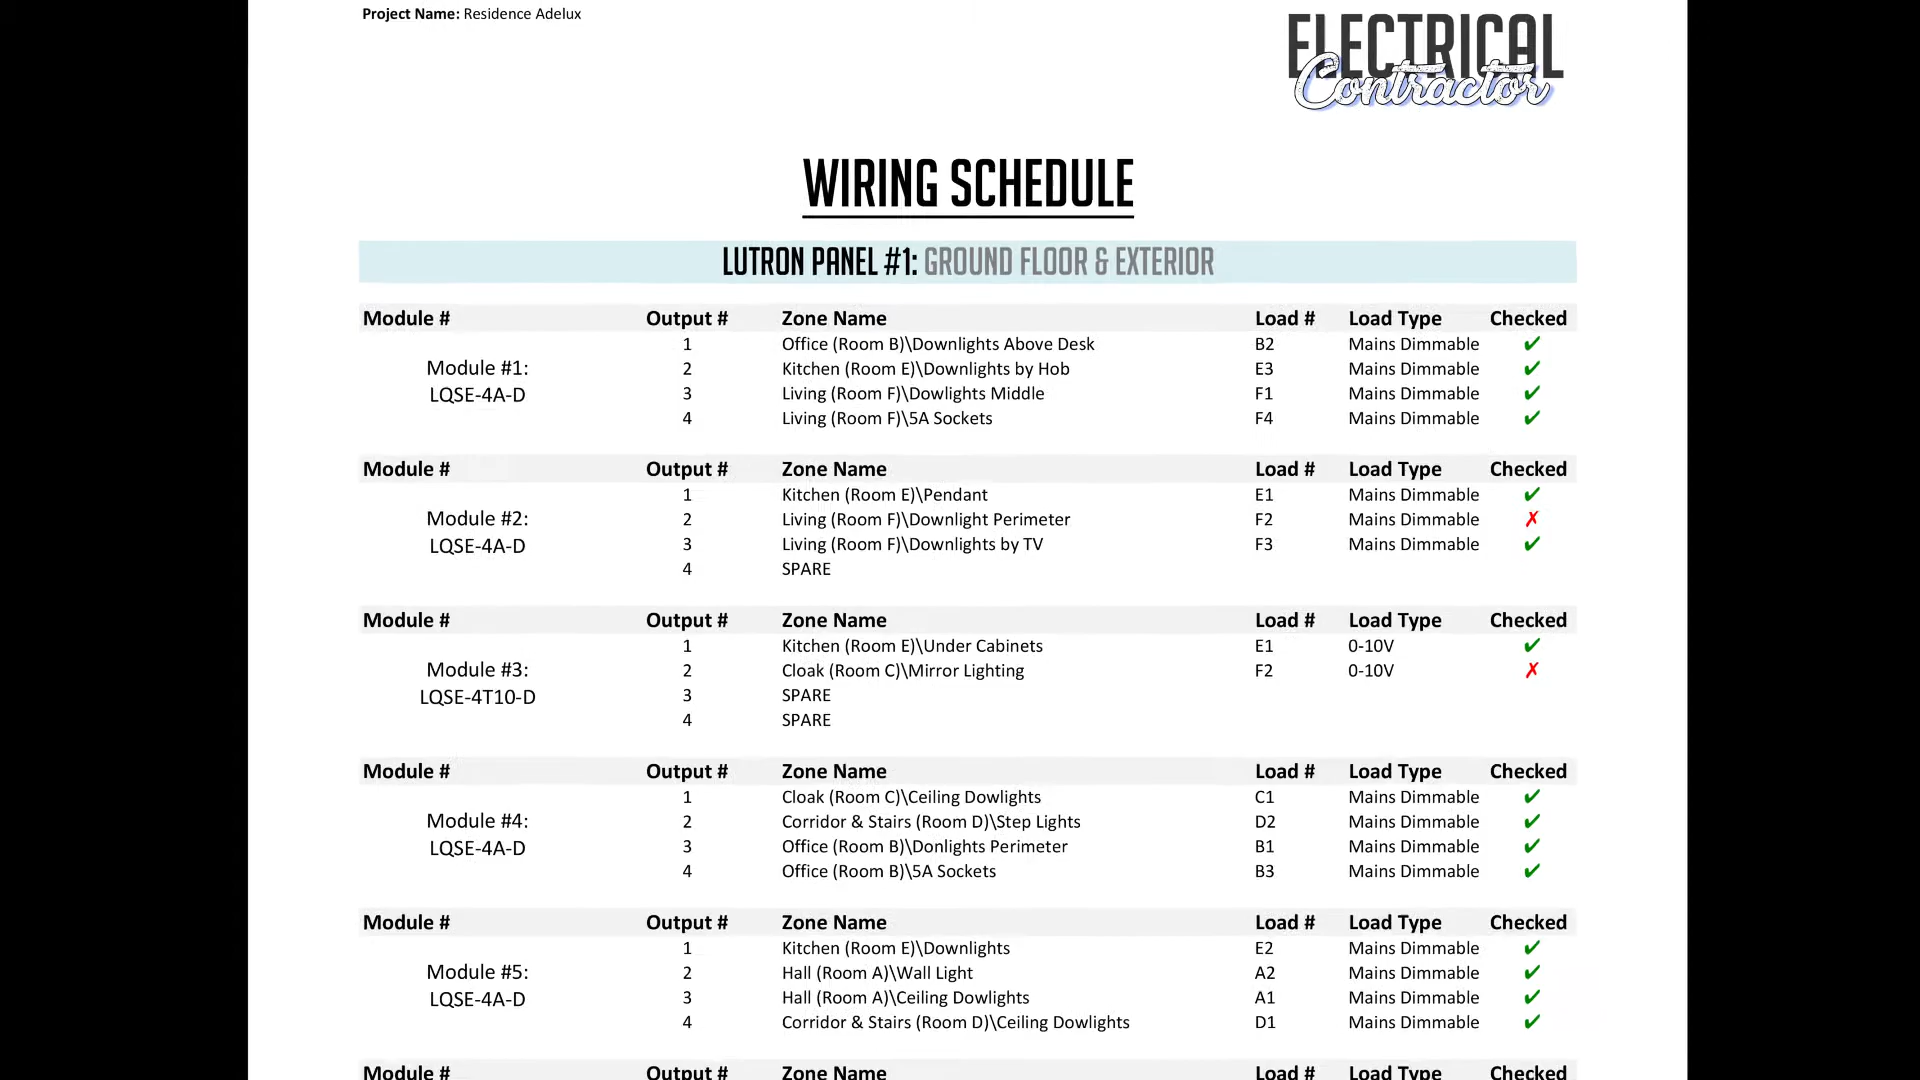 Project Name: Residence Adelux
ELECTRICAL
Contractor
WIRING SCHEDULE
LUTRON PANEL #1: GROUND FLOOR & EXTERIOR
Module # Output # Zone Name Load # Load Type Checked
1 Office (Room B)\Downlights Above Desk B2 Mains Dimmable ✔
Module #1:
2 Kitchen (Room E)\Downlights by Hob E3 Mains Dimmable ✔
LQSE-4A-D
3 Living (Room F)\Dowlights Middle F1 Mains Dimmable ✔
4 Living (Room F)\5A Sockets F4 Mains Dimmable ✔
Module # Output # Zone Name Load # Load Type Checked
1 Kitchen (Room E)\Pendant E1 Mains Dimmable ✔
Module #2:
2 Living (Room F)\Downlight Perimeter F2 Mains Dimmable ✗
LQSE-4A-D
3 Living (Room F)\Downlights by TV F3 Mains Dimmable ✔
4 SPARE
Module # Output # Zone Name Load # Load Type Checked
1 Kitchen (Room E)\Under Cabinets E1 0-10V ✔
Module #3:
2 Cloak (Room C)\Mirror Lighting F2 0-10V ✗
LQSE-4T10-D
3 SPARE
4 SPARE
Module # Output # Zone Name Load # Load Type Checked
1 Cloak (Room C)\Ceiling Dowlights C1 Mains Dimmable ✔
Module #4:
2 Corridor & Stairs (Room D)\Step Lights D2 Mains Dimmable ✔
LQSE-4A-D
3 Office (Room B)\Donlights Perimeter B1 Mains Dimmable ✔
4 Office (Room B)\5A Sockets B3 Mains Dimmable ✔
Module # Output # Zone Name Load # Load Type Checked
1 Kitchen (Room E)\Downlights E2 Mains Dimmable ✔
Module #5:
2 Hall (Room A)\Wall Light A2 Mains Dimmable ✔
LQSE-4A-D
3 Hall (Room A)\Ceiling Dowlights A1 Mains Dimmable ✔
4 Corridor & Stairs (Room D)\Ceiling Dowlights D1 Mains Dimmable ✔
Module # Output # Zone Name Load # Load Type Checked